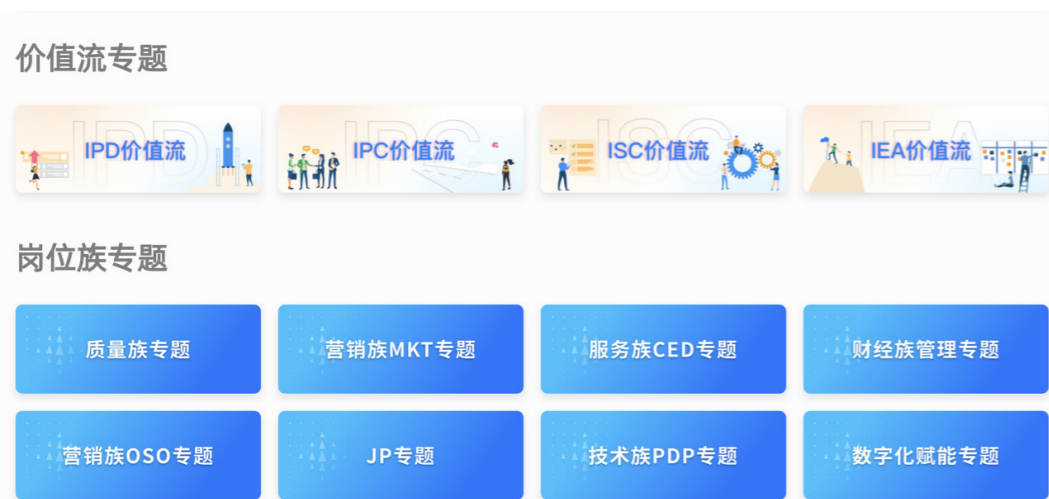 价值流专题
IPD价值流
IPC价值流
ISC价值流
IEA价值流
岗位族专题
质量族专题
营销族MKT专题
服务族CED专题
财经族管理专题
营销族OSO专题
JP专题
技术族PDP专题
数字化赋能专题